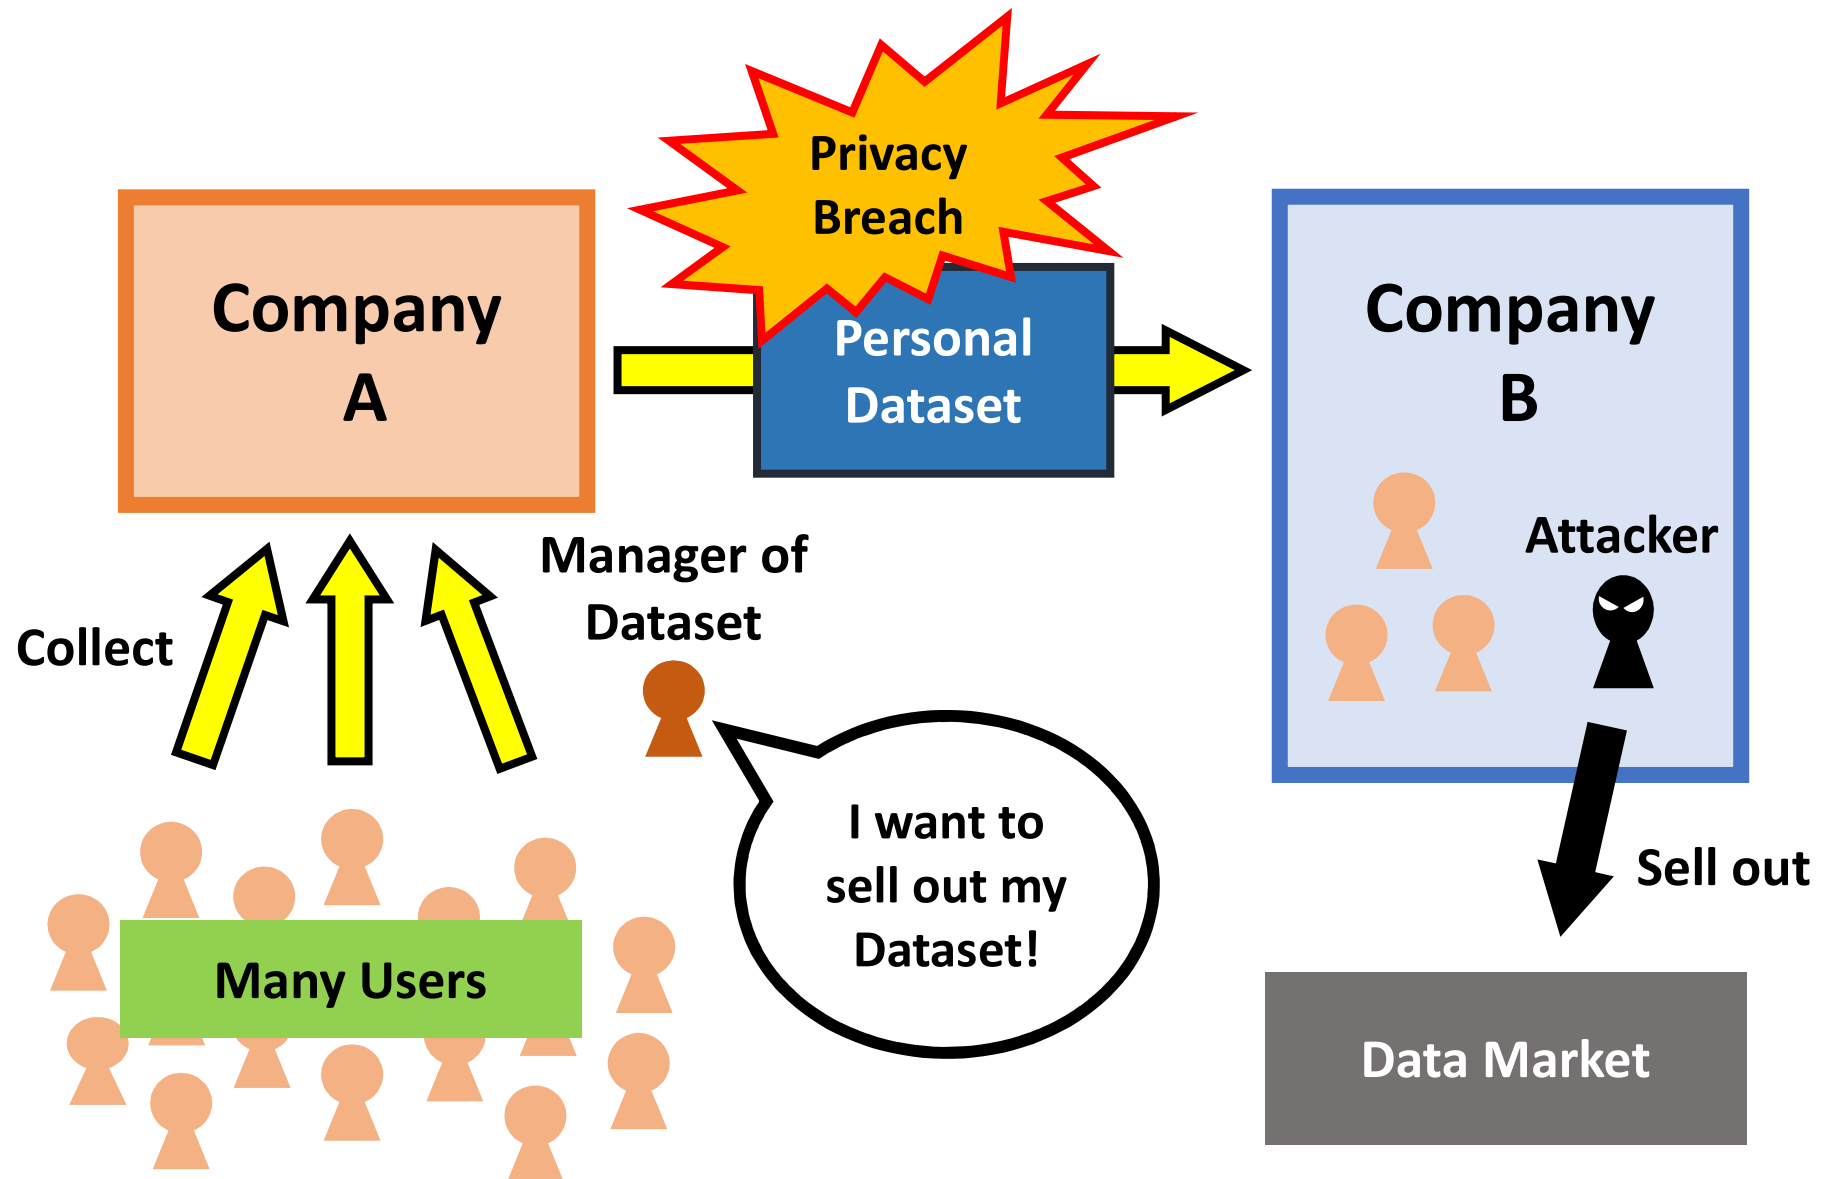 Privacy
Breach
Company
A
Personal
Dataset
Company
B
Attacker
Manager of
Dataset
Collect
I want to
sell out my
Dataset!
Sell out
Many Users
Data Market